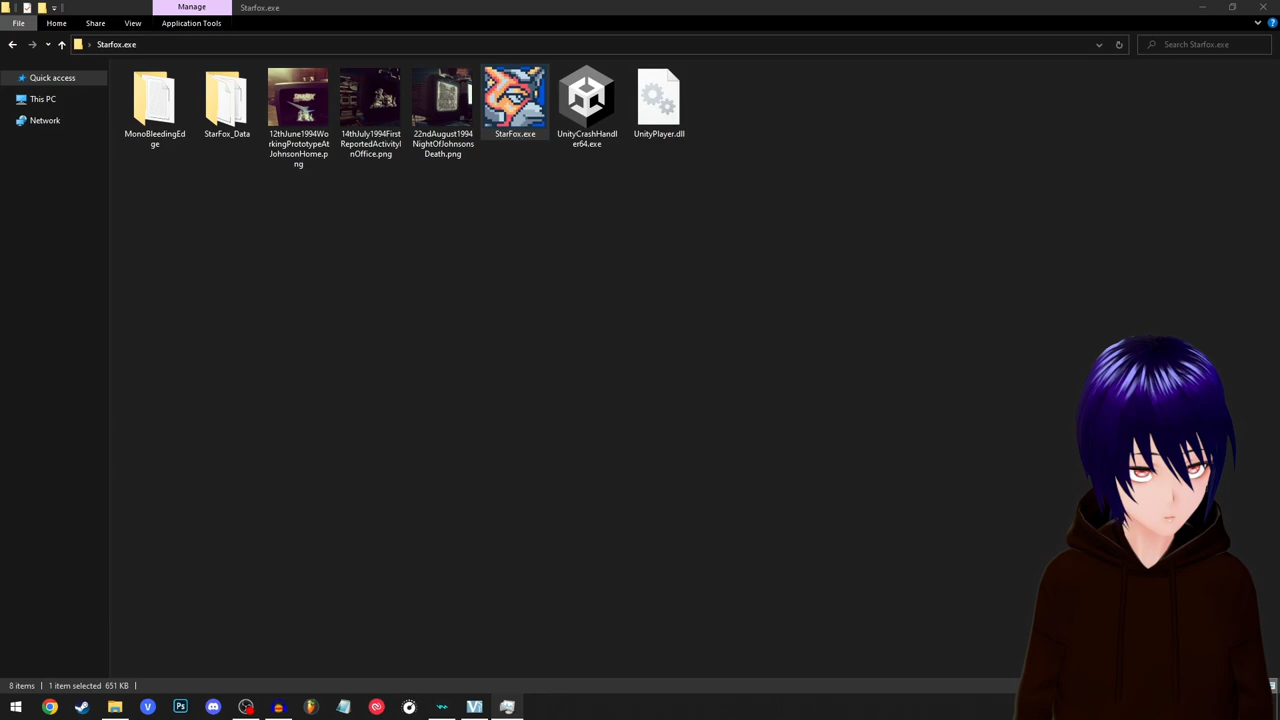 Manage
Starfox.exe
File
Home
Share
View
Application Tools
Starfox.exe
Search Starfox.exe
Quick access
This PC
Network
MonoBleedingEd
ge
StarFox_Data
12thJune1994Wo
rkingPrototypeAt
JohnsonHome.p
ng
14thJuly1994First
ReportedActivityI
nOffice.png
22ndAugust1994
NightOfJohnsons
Death.png
StarFox.exe
UnityCrashHandl
er64.exe
UnityPlayer.dll
8 items
1 item selected 651 KB
Ps